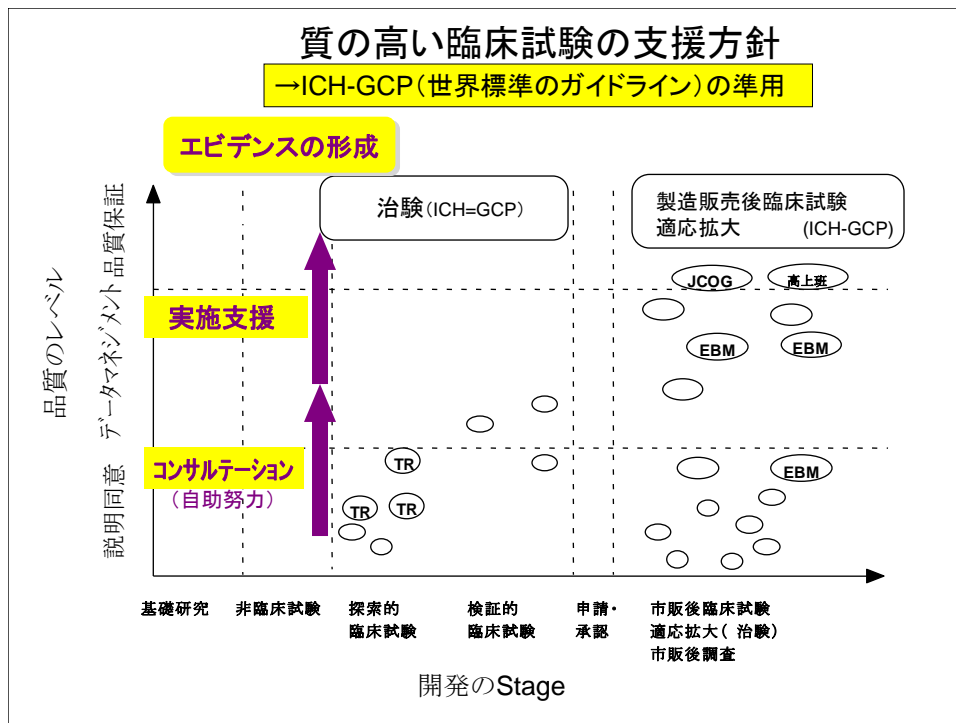 質の高い臨床試験の支援方針
→ICH-GCP(世界標準のガイドライン)の準用
エビデンスの形成
治験(ICH=GCP)
製造販売後臨床試験
適応拡大 (ICH-GCP)
品質のレベル
品質保証
データマネジメント
説明同意
実施支援
コンサルテーション
(自助努力)
JCOG
高上班
EBM
EBM
EBM
TR
TR
TR
基礎研究
非臨床試験
探索的
臨床試験
検証的
臨床試験
申請・
承認
市販後臨床試験
適応拡大( 治験)
市販後調査
開発のStage